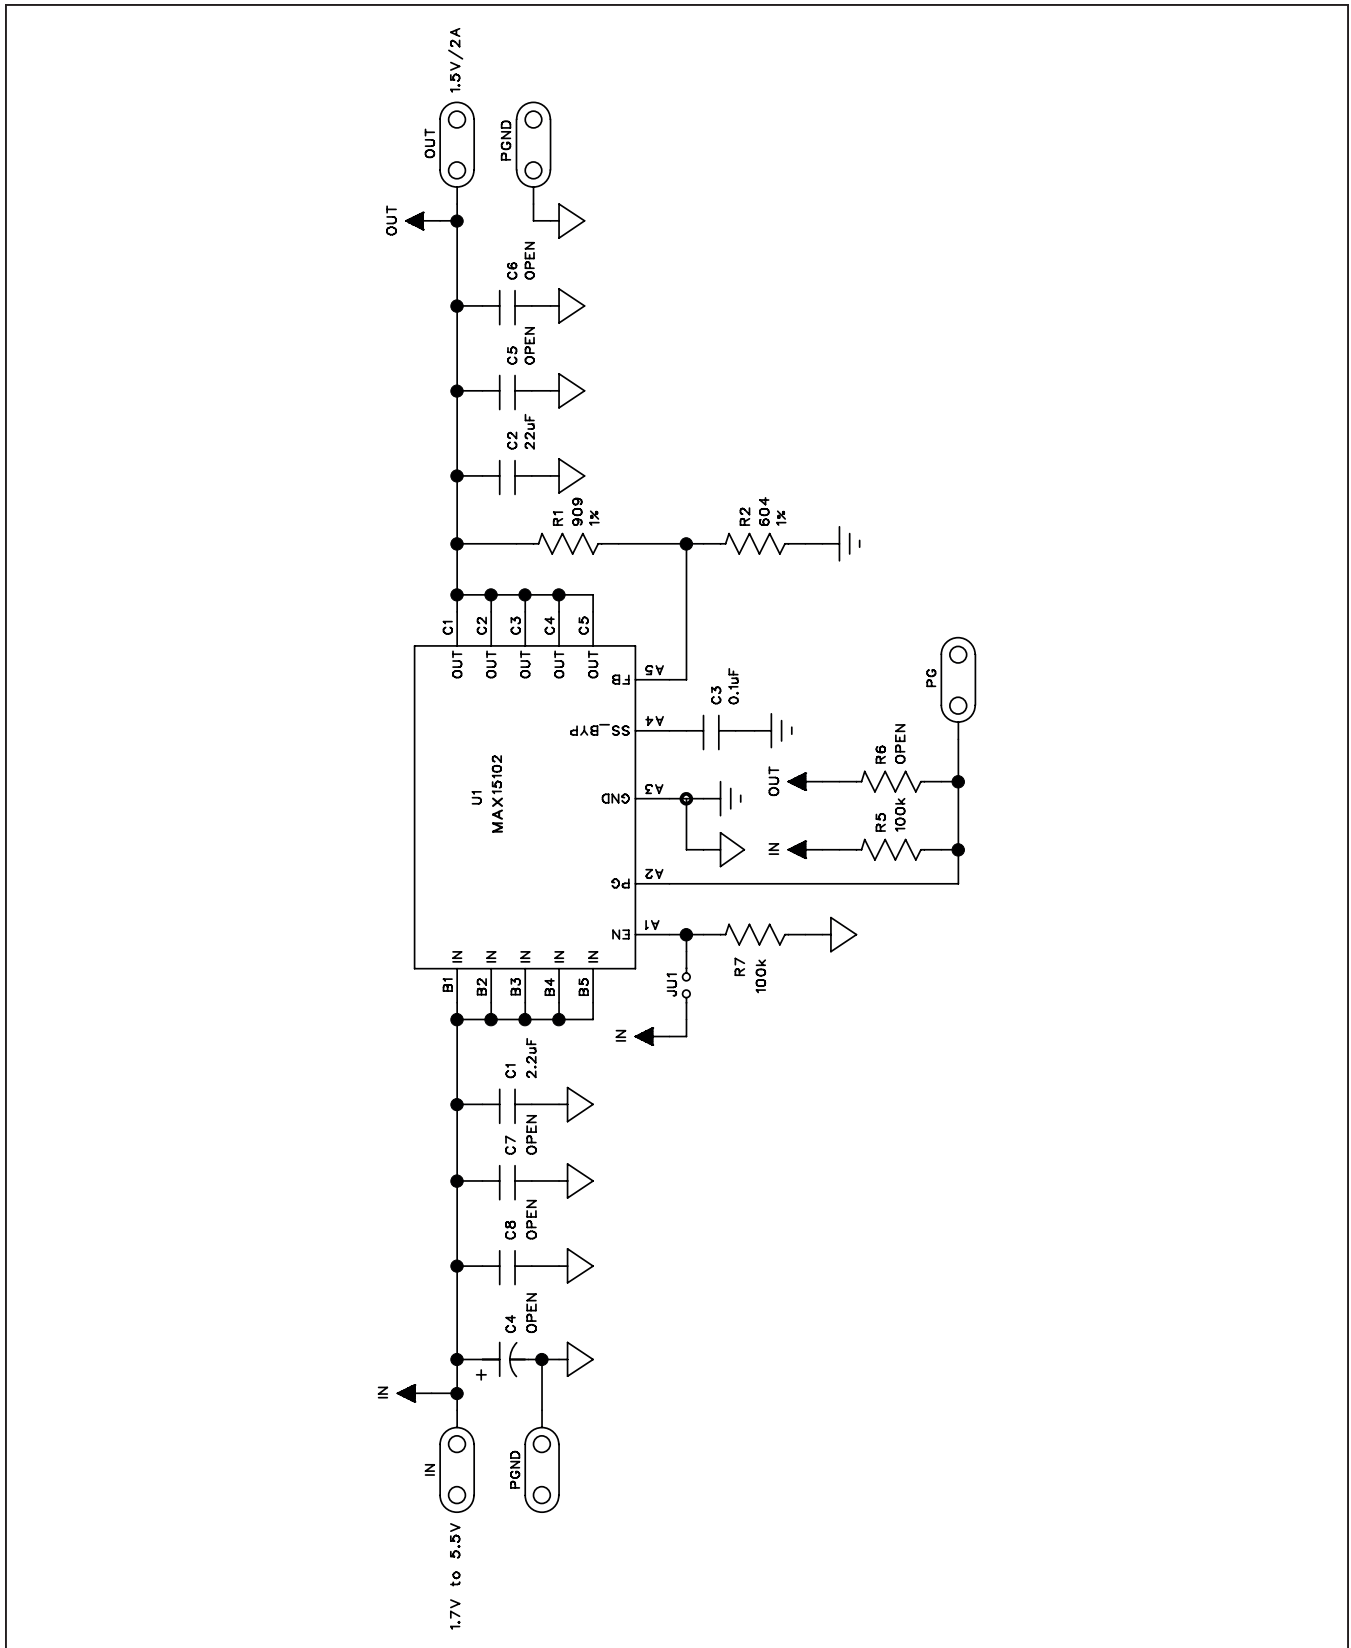 1.7V to 5.5V
IN
PGND
IN
+
C4
OPEN
C8
OPEN
C7
OPEN
C1
2.2uF
B1
B2
B3
B4
B5
IN
IN
IN
IN
IN
U1
MAX15102
OUT
OUT
OUT
OUT
OUT
C1
C2
C3
C4
C5
EN
PG
GND
SS_BYP
FB
A1
A2
A3
A4
A5
IN
JU1
R7
100k
IN
R5
100k
OUT
R6
OPEN
PG
C3
0.1uF
R1
909
1%
R2
604
1%
C2
22uF
C5
OPEN
C6
OPEN
OUT
OUT
PGND
1.5V/2A